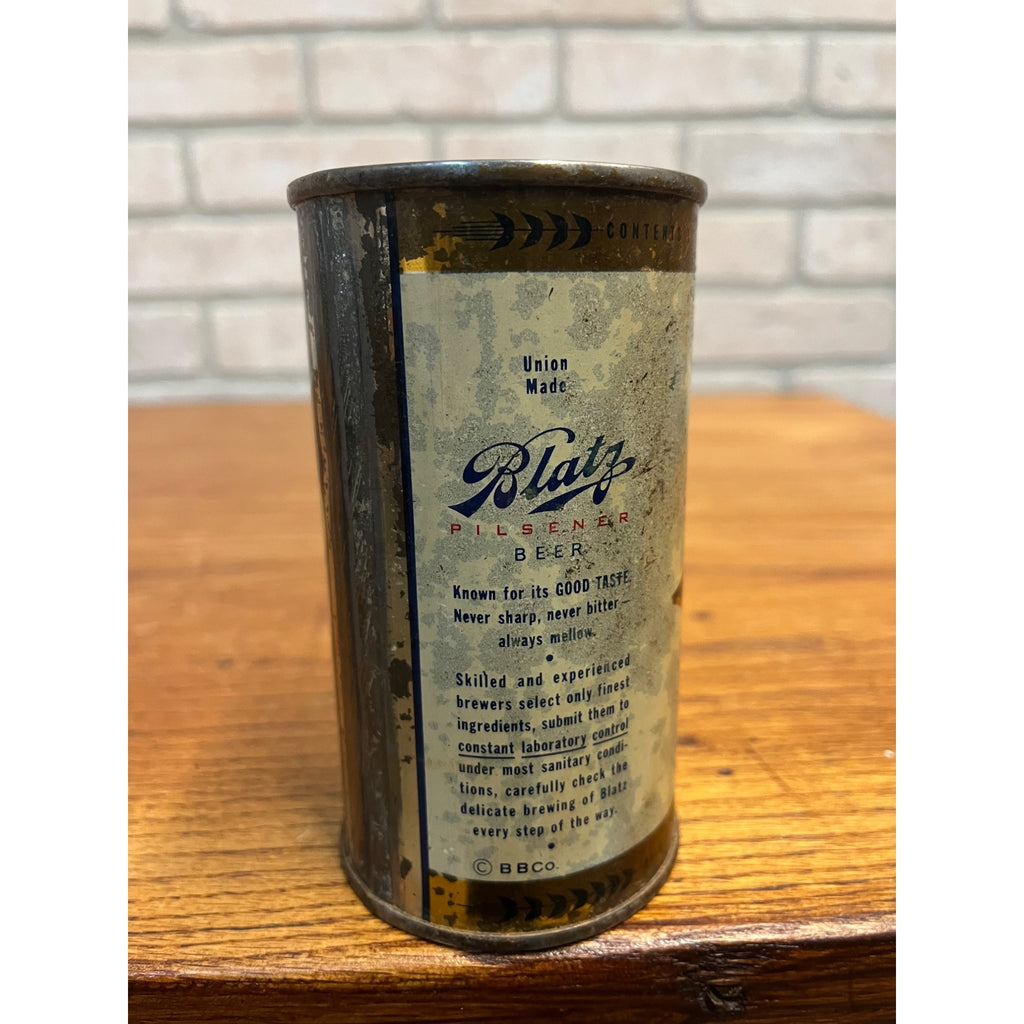 CONTENTS
Union
Made
Blatz
PILSENER
BEER
Known for its GOOD TASTE.
Never sharp, never bitter—
always mellow.
Skilled and experienced
brewers select only finest
ingredients, submit them to
constant laboratory control
under most sanitary condi-
tions, carefully check the
delicate brewing of Blatz
every step of the way.
© BBCo.